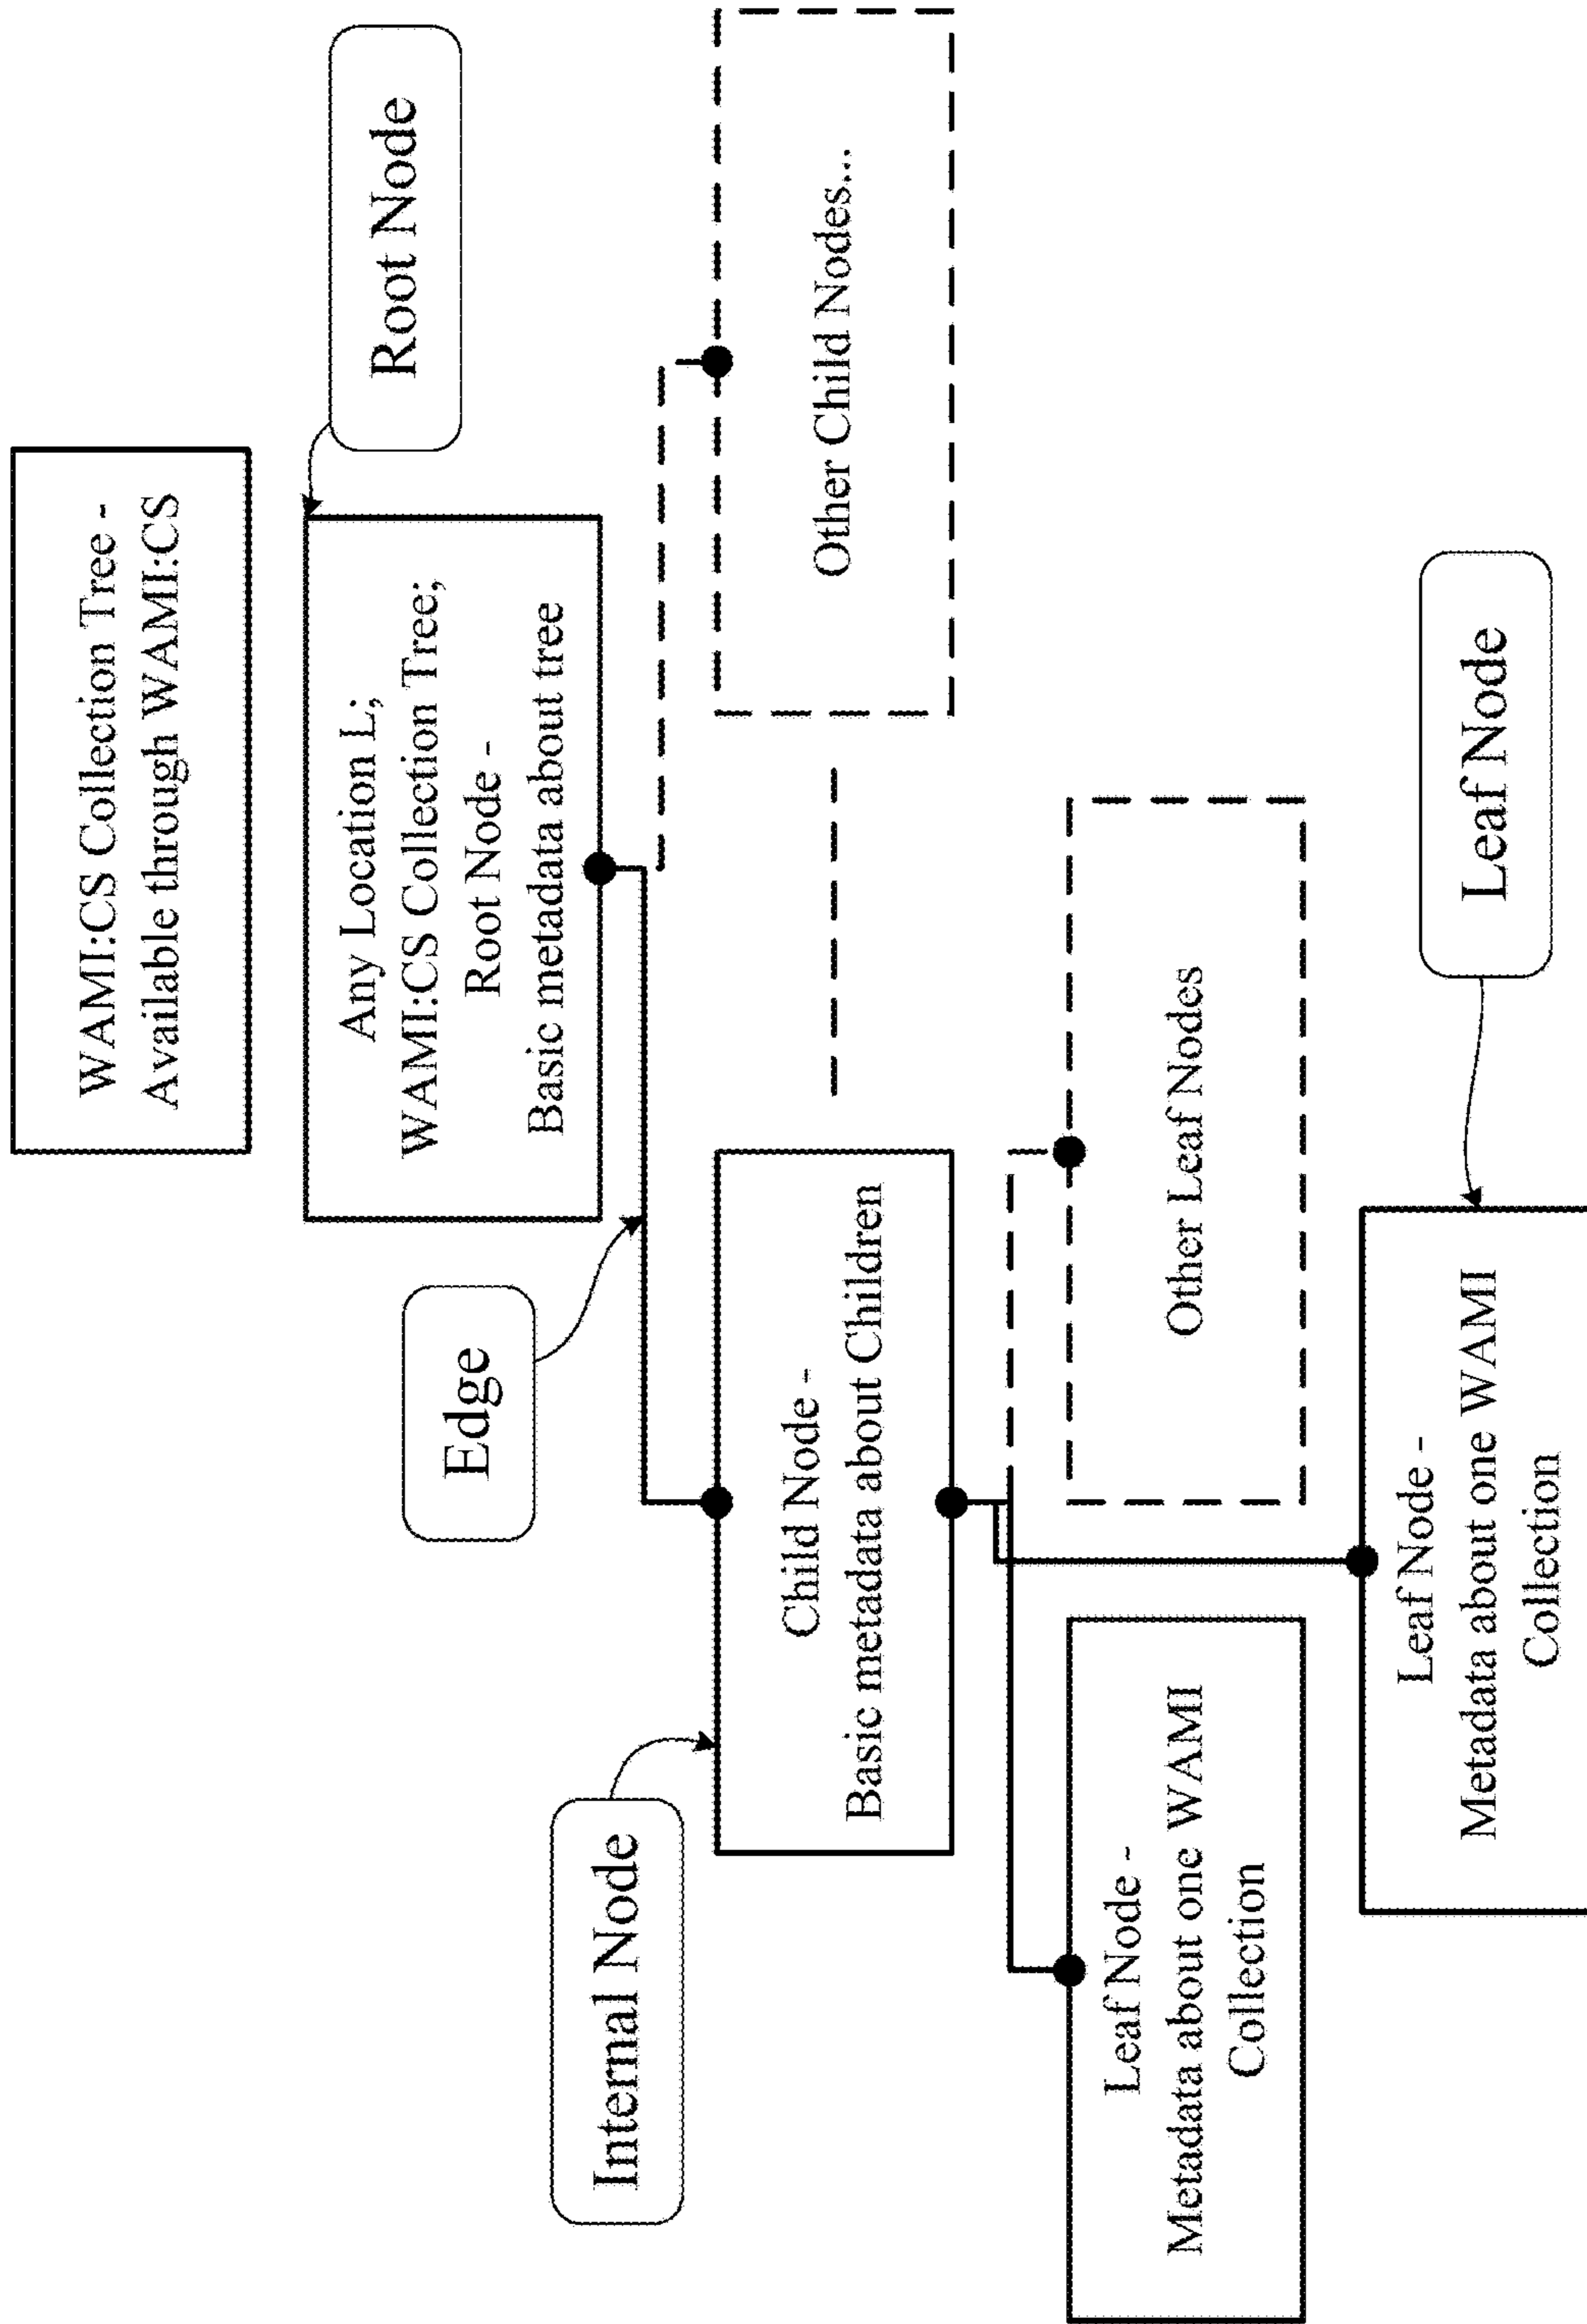 WAMI:CS Collection Tree -
Available through WAMI:CS
Any Location L;
WAMI:CS Collection Tree;
Root Node -
Basic metadata about tree
Root Node
Edge
Internal Node
Child Node -
Basic metadata about Children
Other Child Nodes...
Leaf Node -
Metadata about one WAMI
Collection
Other Leaf Nodes
Leaf Node -
Metadata about one WAMI
Collection
Leaf Node